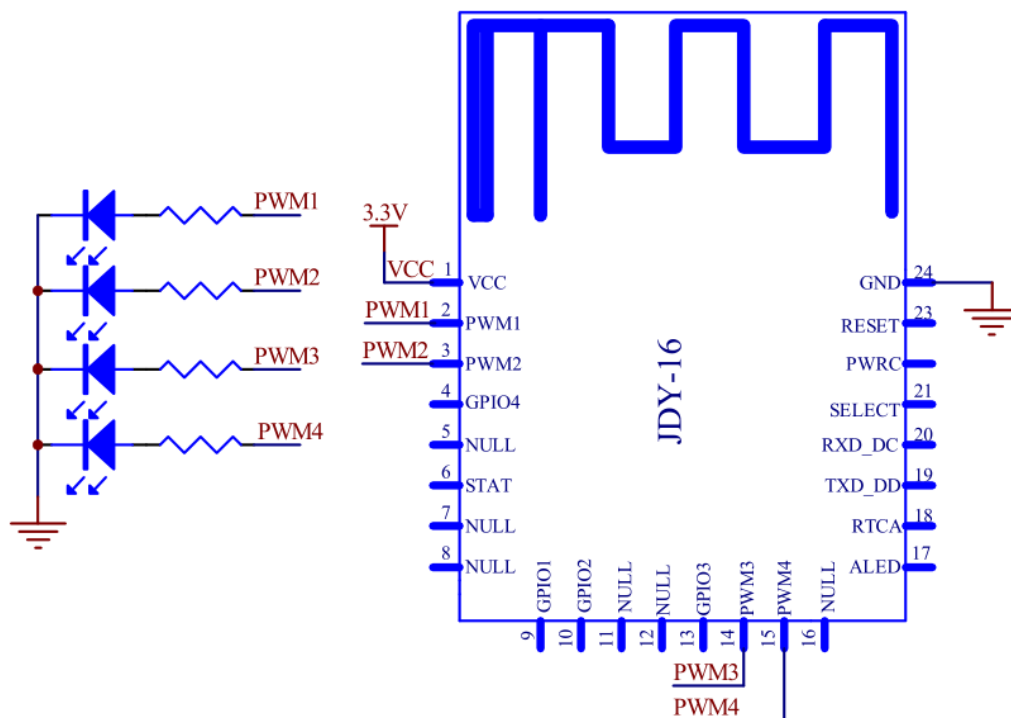 PWM1
PWM2
PWM3
PWM4
3.3V
VCC
PWM1
PWM2
1 VCC
2 PWM1
3 PWM2
4 GPIO4
5 NULL
6 STAT
7 NULL
8 NULL
JDY-16
GND 24
RESET 23
PWRC
SELECT 21
RXD_DC 20
TXD_DD 19
RTCA 18
ALED 17
GPIO1 9
GPIO2 10
NULL 11
NULL 12
GPIO3 13
PWM3 14
PWM4 15
NULL 16
PWM3
PWM4